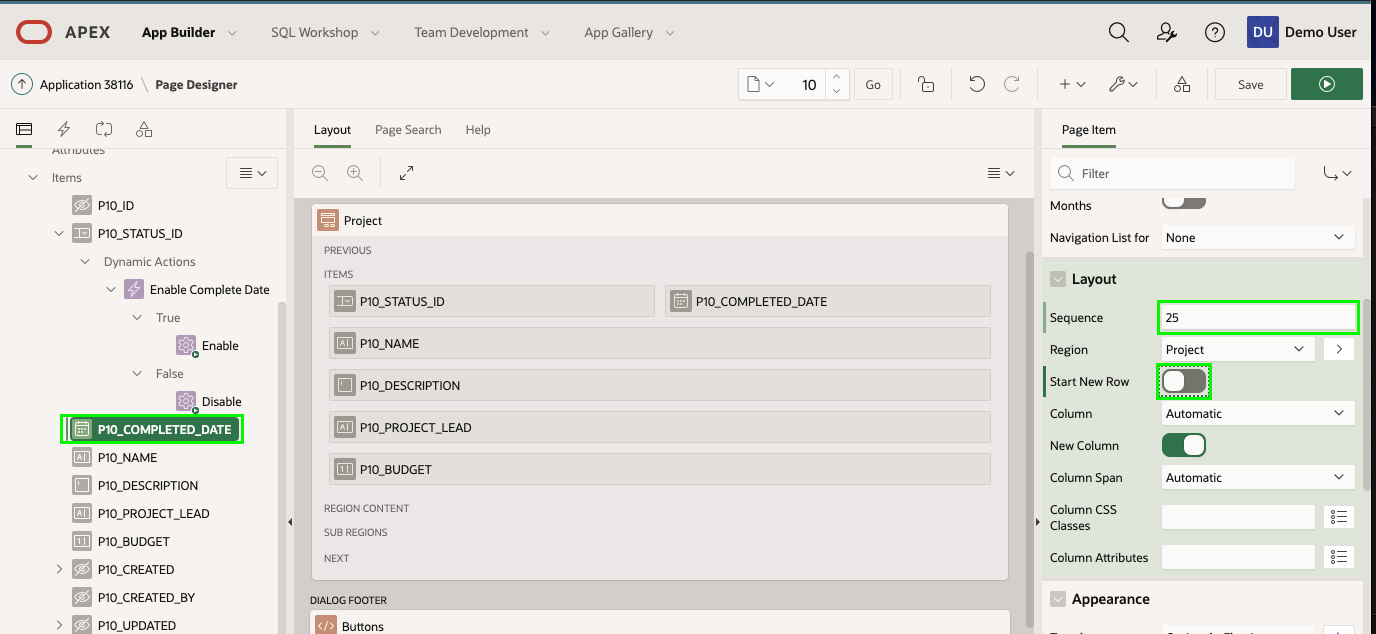 APEX App Builder SQL Workshop Team Development App Gallery DU Demo User
Application 38116 \ Page Designer 10 Go Save
Layout Page Search Help
Page Item
Attributes
Items
P10_ID
P10_STATUS_ID
Dynamic Actions
Enable Complete Date
True
Enable
False
Disable
P10_COMPLETED_DATE
P10_NAME
P10_DESCRIPTION
P10_PROJECT_LEAD
P10_BUDGET
P10_CREATED
P10_CREATED_BY
P10_UPDATED
Project
PREVIOUS
ITEMS
P10_STATUS_ID P10_COMPLETED_DATE
P10_NAME
P10_DESCRIPTION
P10_PROJECT_LEAD
P10_BUDGET
REGION CONTENT
SUB REGIONS
NEXT
DIALOG FOOTER
Buttons
Filter
Months
Navigation List for None
Layout
Sequence 25
Region Project
Start New Row
Column Automatic
New Column
Column Span Automatic
Column CSS
Classes
Column Attributes
Appearance